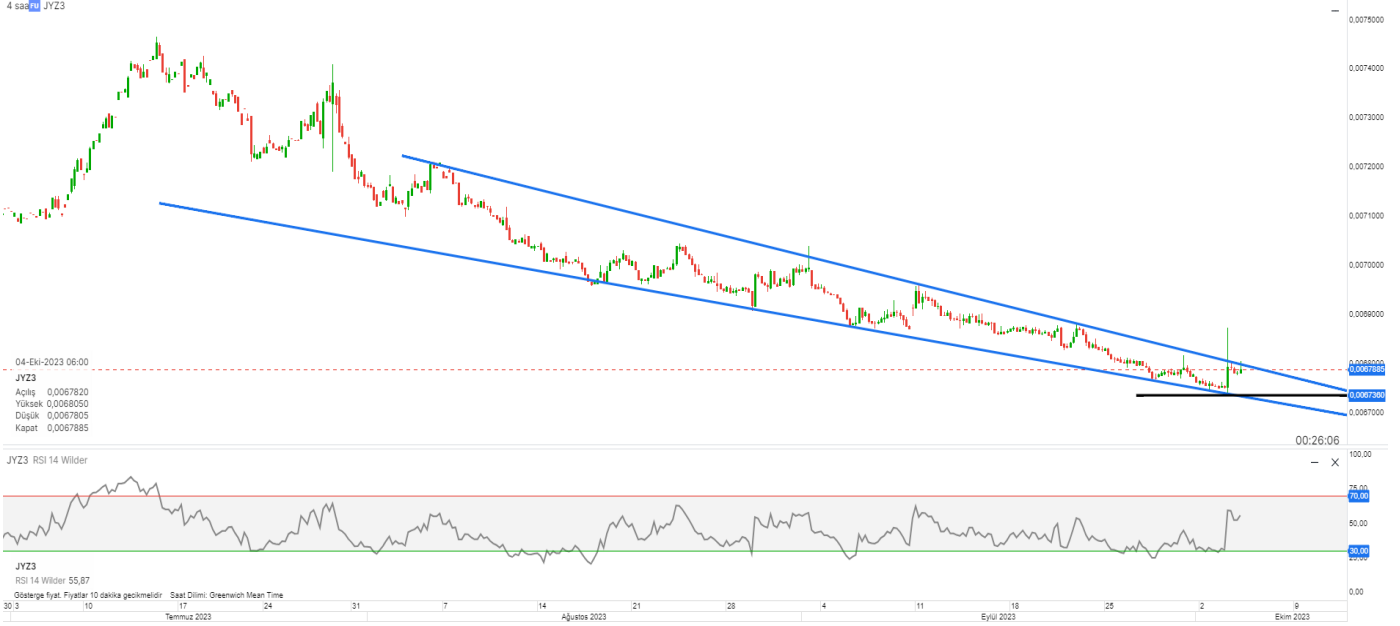 4 saa FU JYZ3
0,0075000
0,0074000
0,0073000
0,0072000
0,0071000
0,0070000
0,0069000
0,0068000
0,0067885
0,0067360
0,0067000
04-Eki-2023 06:00
JYZ3
Açılış 0,0067820
Yüksek 0,0068050
Düşük 0,0067805
Kapat 0,0067885
00:26:06
JYZ3 RSI 14 Wilder
100,00
75,00
70,00
50,00
30,00
25,00
0,00
JYZ3
RSI 14 Wilder 55,87
Gösterge fiyat. Fiyatlar 10 dakika gecikmelidir Saat Dilimi: Greenwich Mean Time
30 3 10 17 24 31 7 14 21 28 4 11 18 25 2 9
Temmuz 2023 Ağustos 2023 Eylül 2023 Ekim 2023